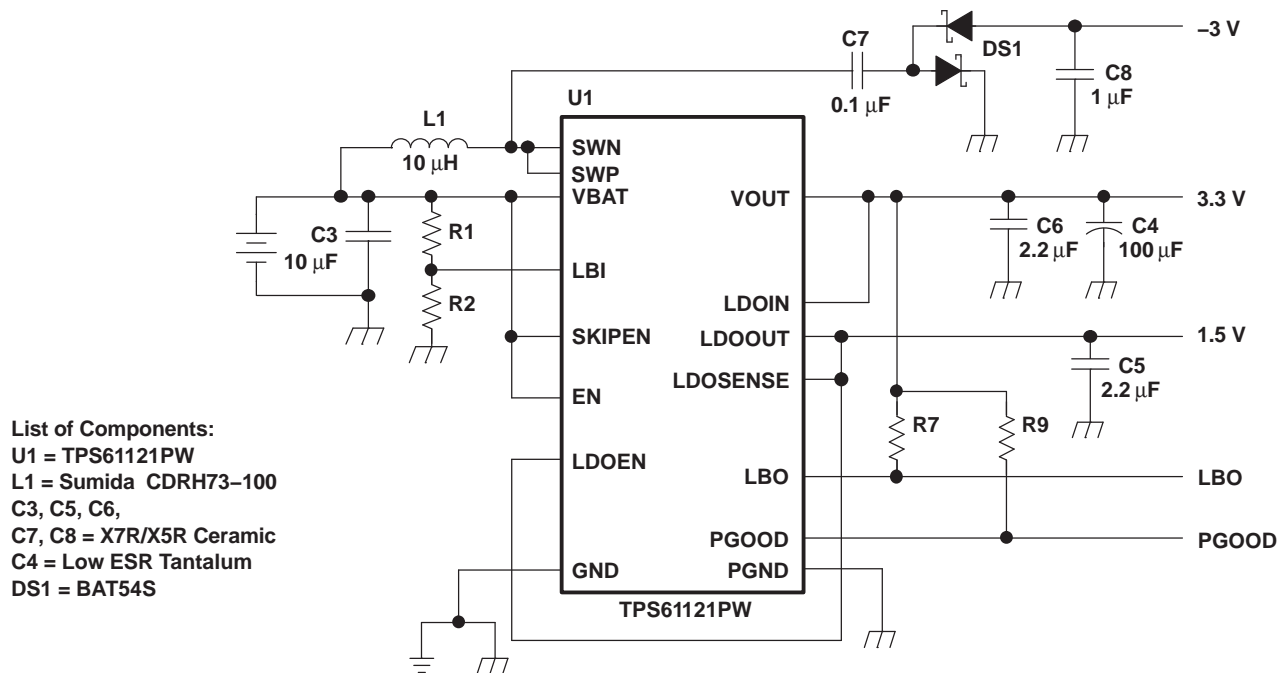 –3 V
C7
DS1
C8
0.1 µF
1 µF
U1
L1
10 µH
SWN
SWP
VBAT
VOUT
3.3 V
C3
10 µF
R1
C6
2.2 µF
C4
100 µF
LBI
R2
LDOIN
SKIPEN
LDOOUT
1.5 V
C5
2.2 µF
LDOSENSE
EN
R7
R9
List of Components:
U1 = TPS61121PW
L1 = Sumida CDRH73–100
C3, C5, C6,
C7, C8 = X7R/X5R Ceramic
C4 = Low ESR Tantalum
DS1 = BAT54S
LDOEN
LBO
LBO
PGOOD
PGOOD
GND
PGND
TPS61121PW